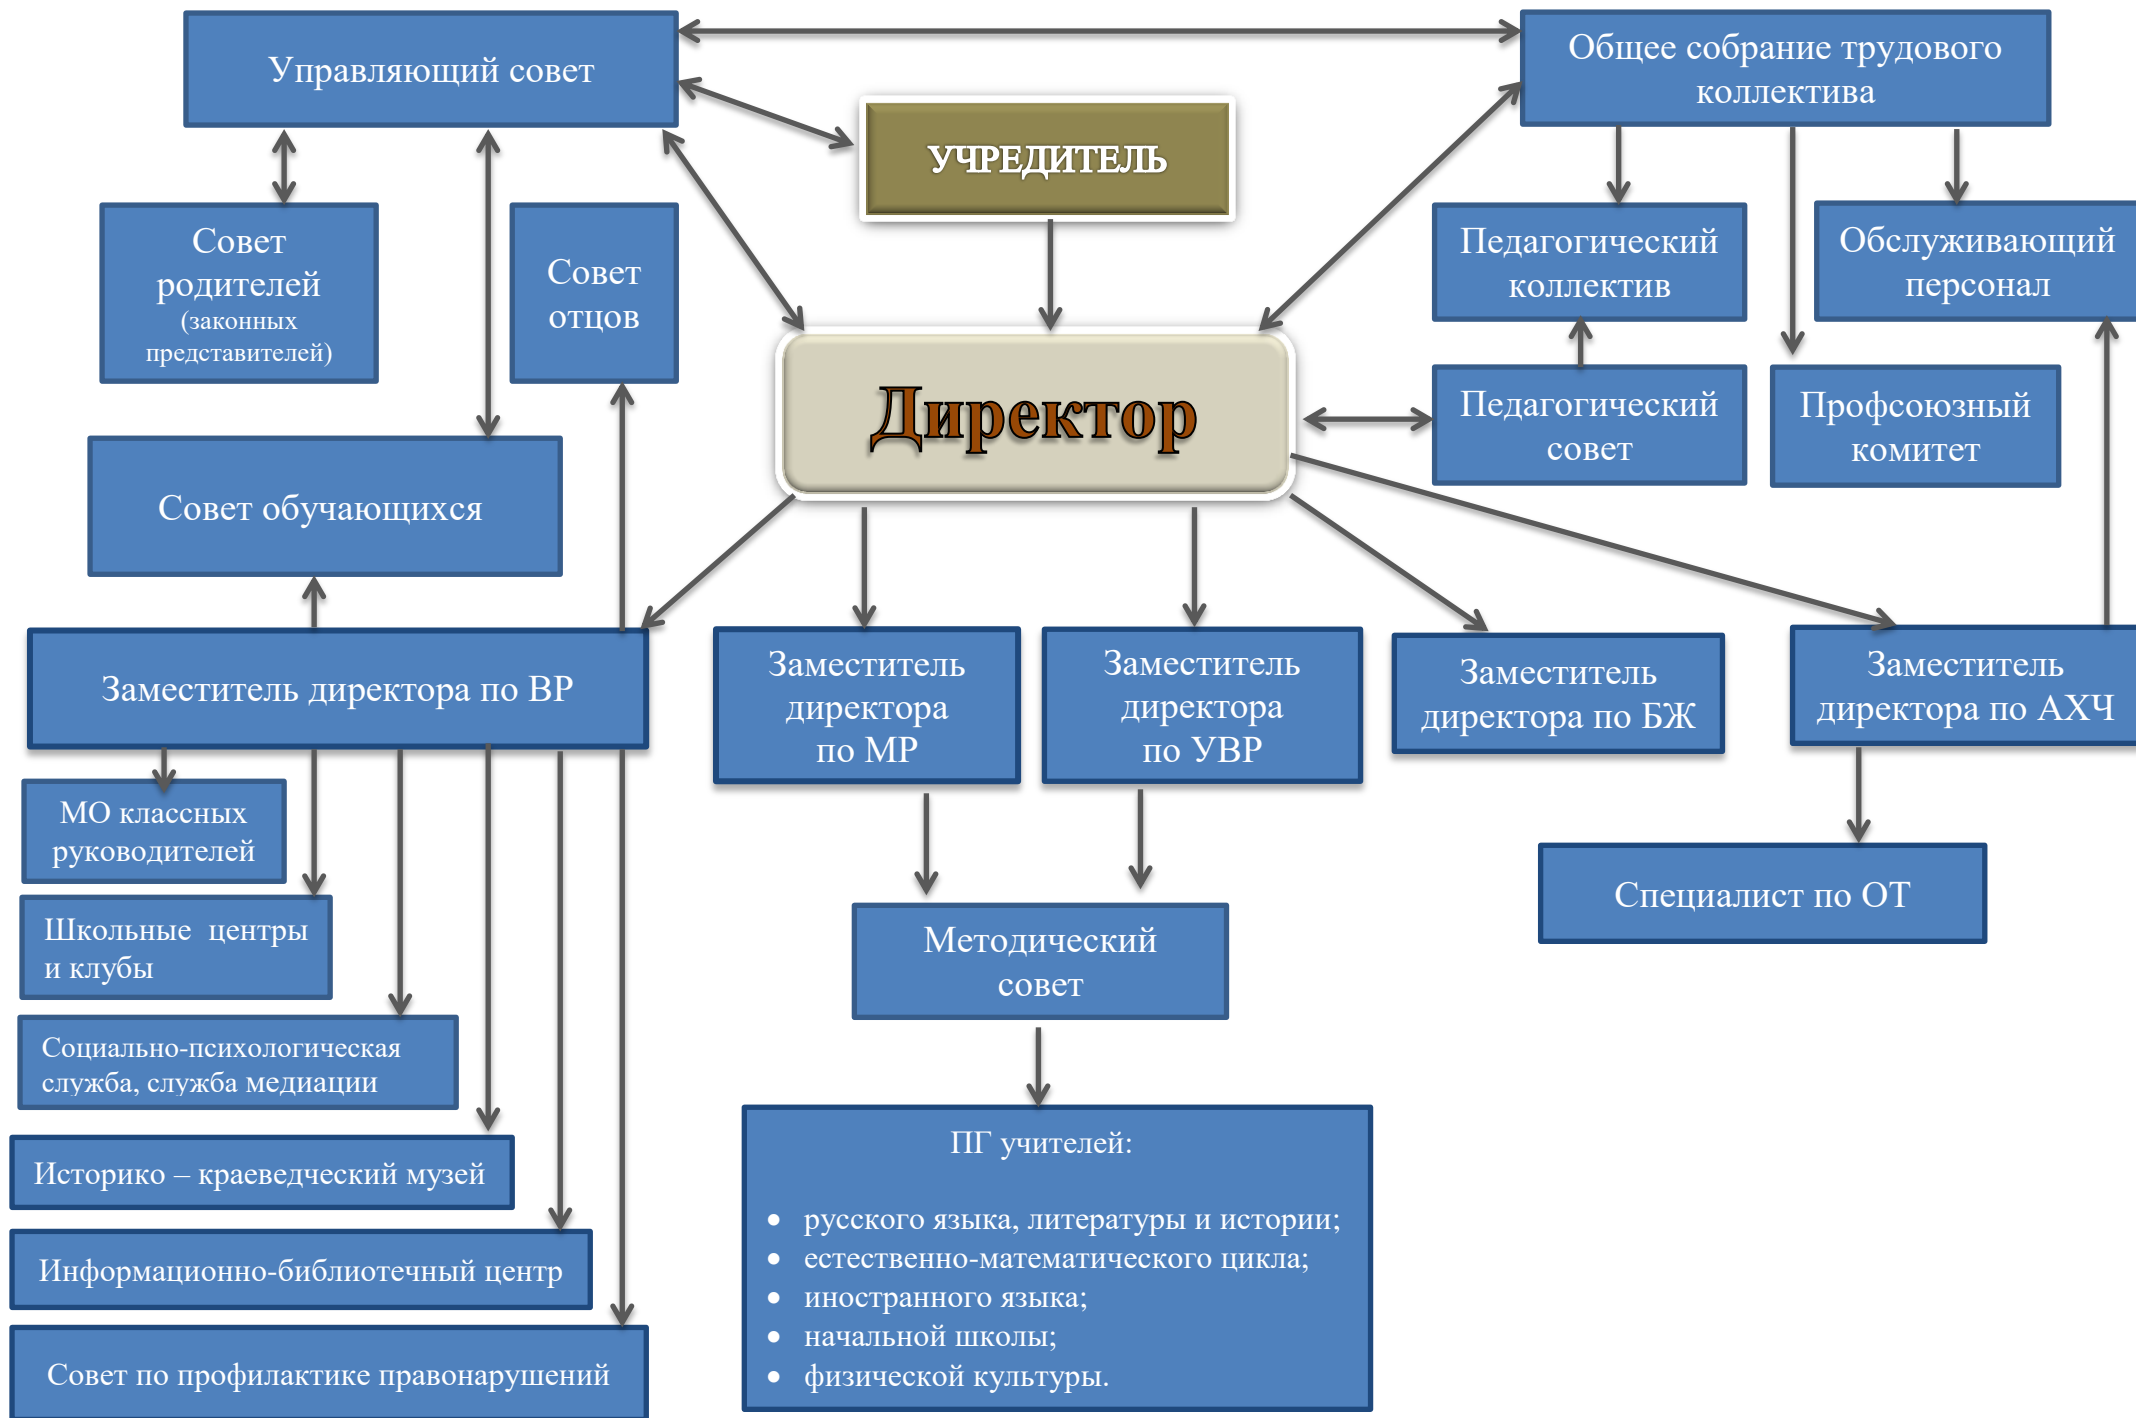 Управляющий совет
Общее собрание трудового
коллектива
УЧРЕДИТЕЛЬ
Совет
родителей
(законных
представителей)
Совет
отцов
Педагогический
коллектив
Обслуживающий
персонал
Директор
Педагогический
совет
Профсоюзный
комитет
Совет обучающихся
Заместитель директора по ВР
Заместитель
директора
по МР
Заместитель
директора
по УВР
Заместитель
директора по БЖ
Заместитель
директора по АХЧ
МО классных
руководителей
Школьные центры
и клубы
Социально-психологическая
служба, служба медиации
Историко – краеведческий музей
Информационно-библиотечный центр
Совет по профилактике правонарушений
Методический
совет
Специалист по ОТ
ПГ учителей:
• русского языка, литературы и истории;
• естественно-математического цикла;
• иностранного языка;
• начальной школы;
• физической культуры.